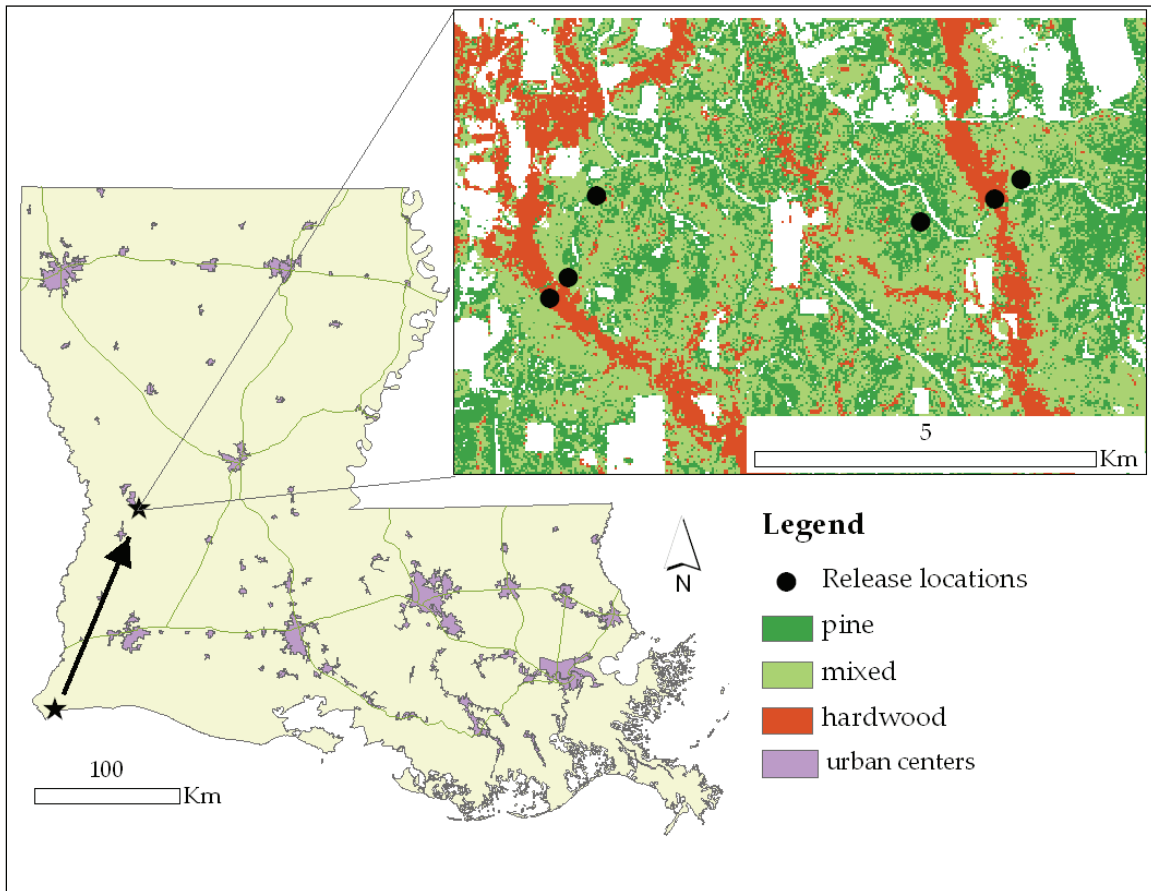 5
Km
Legend
Release locations
pine
mixed
hardwood
urban centers
N
100
Km